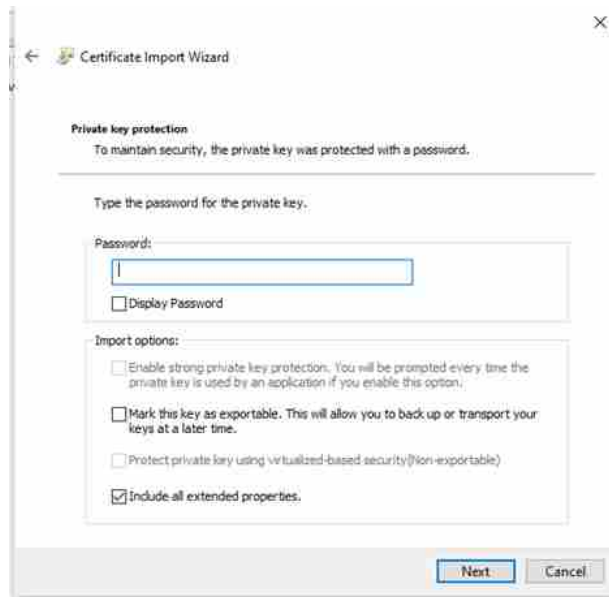 Certificate Import Wizard
Private key protection
To maintain security, the private key was protected with a password.
Type the password for the private key.
Password:
Display Password
Import options:
Enable strong private key protection. You will be prompted every time the
private key is used by an application if you enable this option.
Mark this key as exportable. This will allow you to back up or transport your
keys at a later time.
Protect private key using virtualized-based security(Non-exportable)
Include all extended properties.
Next Cancel